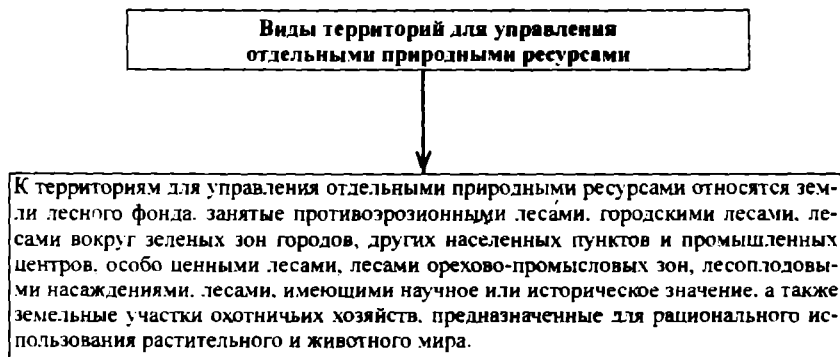 Виды территорий для управления
отдельными природными ресурсами
К территориям для управления отдельными природными ресурсами относятся зем-
ли лесного фонда, занятые противоэрозионными лесами, городскими лесами, ле-
сами вокруг зеленых зон городов, других населенных пунктов и промышленных
центров, особо ценными лесами, лесами орехово-промысловых зон, лесоплодовы-
ми насаждениями, лесами, имеющими научное или историческое значение, а также
земельные участки охотничьих хозяйств, предназначенные для рационального ис-
пользования растительного и животного мира.